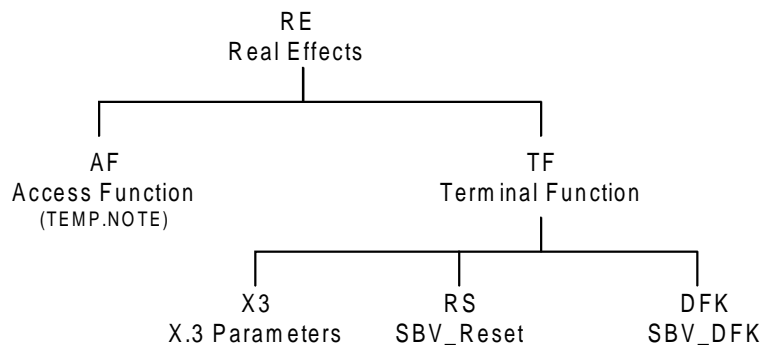 RE
Real Effects
AF
Access Function
(TEMP.NOTE)
TF
Terminal Function
X3
X.3 Parameters
RS
SBV_Reset
DFK
SBV_DFK